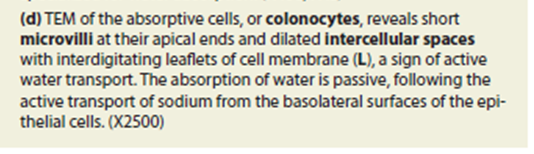 (d) TEM of the absorptive cells, or colonocytes, reveals short
microvilli at their apical ends and dilated intercellular spaces
with interdigitating leaflets of cell membrane (L), a sign of active
water transport. The absorption of water is passive, following the
active transport of sodium from the basolateral surfaces of the epi-
thelial cells. (X2500)